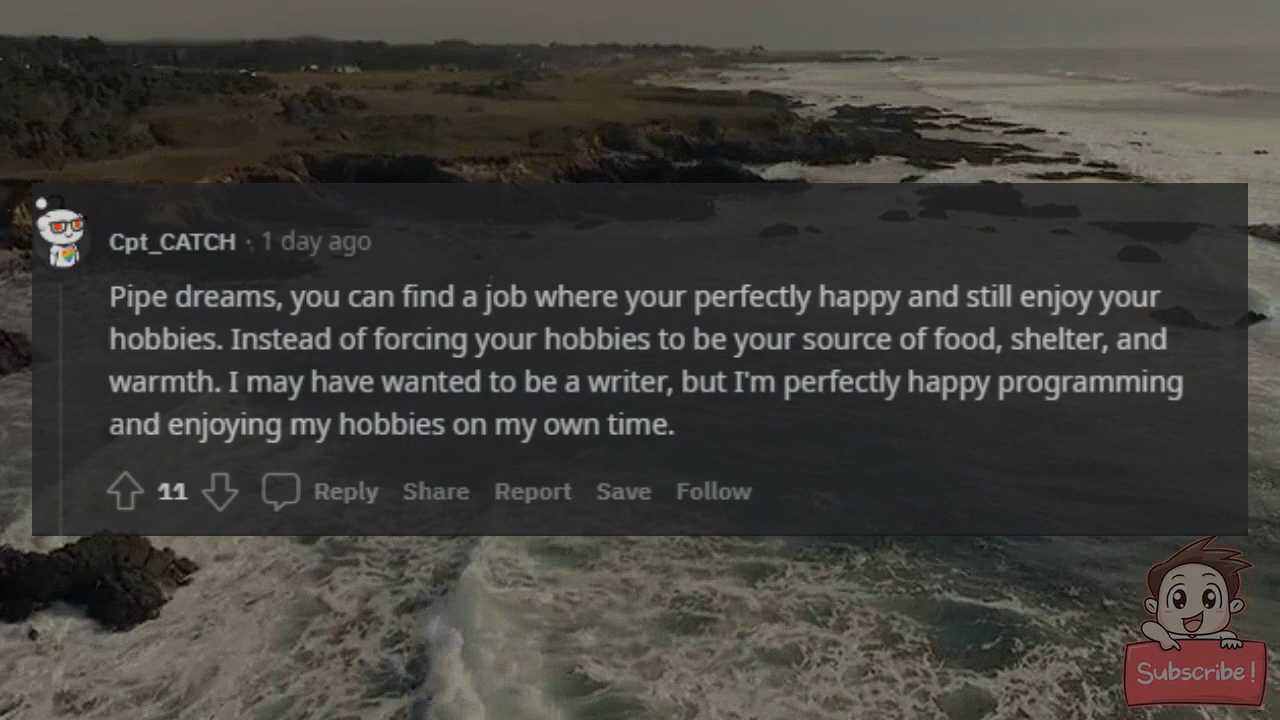 Cpt_CATCH · 1 day ago
Pipe dreams, you can find a job where your perfectly happy and still enjoy your
hobbies. Instead of forcing your hobbies to be your source of food, shelter, and
warmth. I may have wanted to be a writer, but I'm perfectly happy programming
and enjoying my hobbies on my own time.
11 Reply Share Report Save Follow
Subscribe!